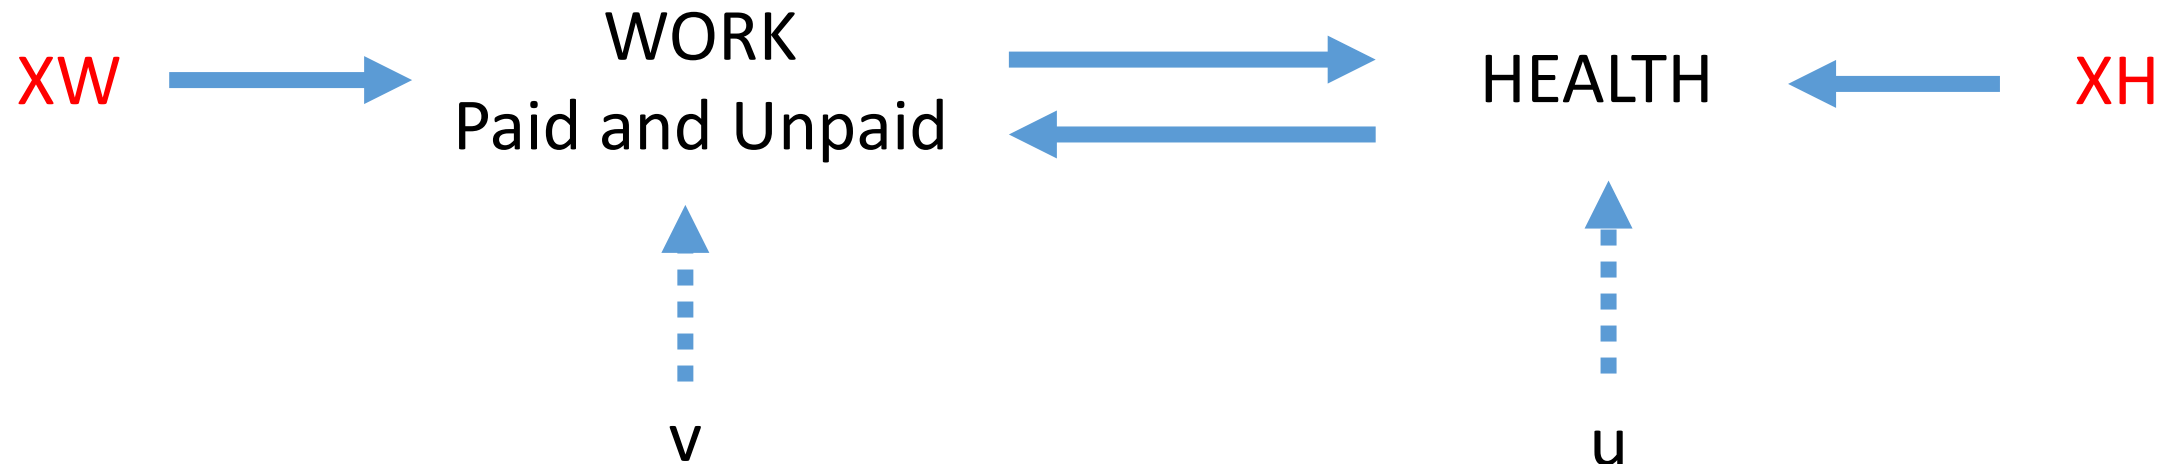 XW
WORK
Paid and Unpaid
HEALTH
XH
v
u